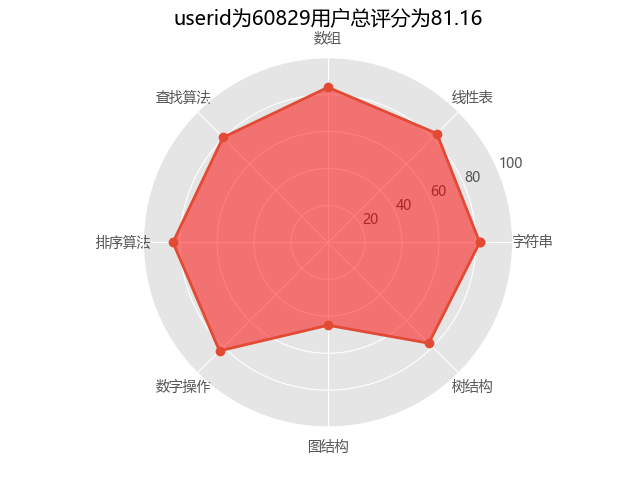 userid为60829用户总评分为81.16
数组
查找算法
线性表
100
80
60
40
20
排序算法
字符串
数字操作
树结构
图结构